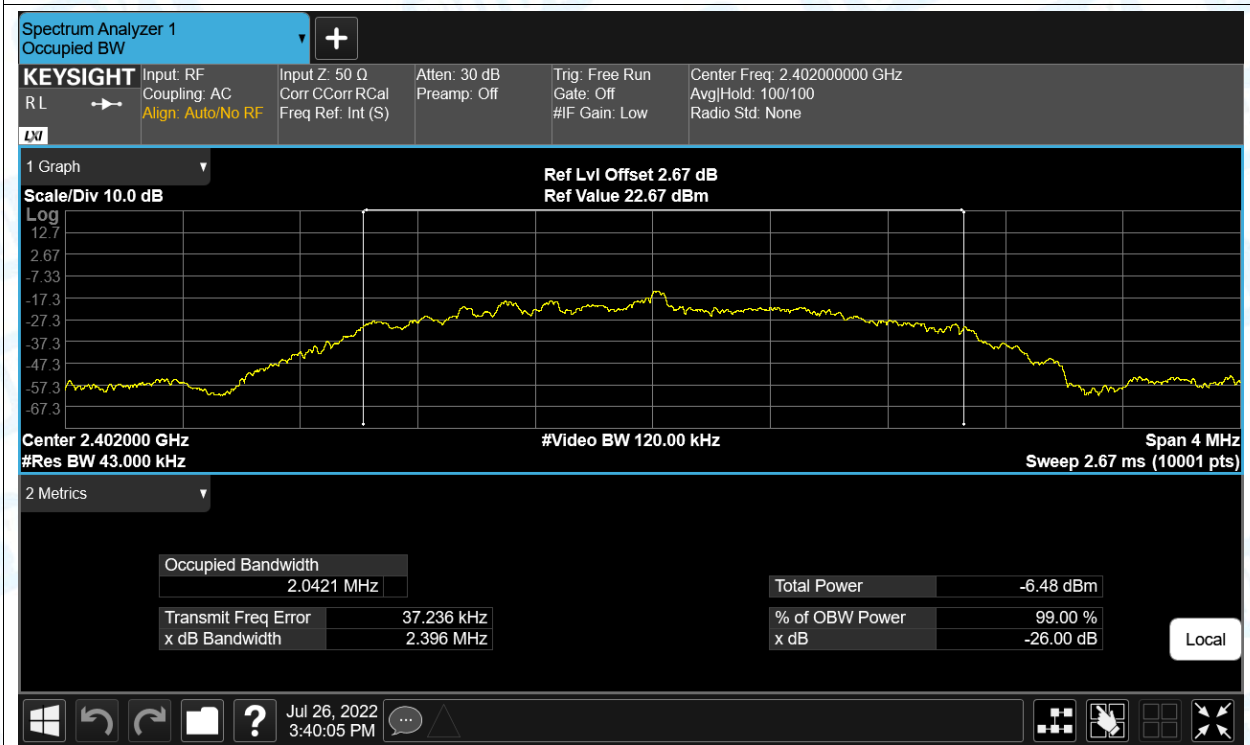 Spectrum Analyzer 1
Occupied BW
KEYSIGHT
R L
LXI
Input: RF
Coupling: AC
Align: Auto/No RF
Input Z: 50 Ω
Corr CCorr RCal
Freq Ref: Int (S)
Atten: 30 dB
Preamp: Off
Trig: Free Run
Gate: Off
#IF Gain: Low
Center Freq: 2.402000000 GHz
Avg|Hold: 100/100
Radio Std: None
1 Graph
Scale/Div 10.0 dB
Ref Lvl Offset 2.67 dB
Ref Value 22.67 dBm
Log
12.7
2.67
-7.33
-17.3
-27.3
-37.3
-47.3
-57.3
-67.3
Center 2.402000 GHz
#Res BW 43.000 kHz
#Video BW 120.00 kHz
Span 4 MHz
Sweep 2.67 ms (10001 pts)
2 Metrics
Occupied Bandwidth
2.0421 MHz
Transmit Freq Error 37.236 kHz
x dB Bandwidth 2.396 MHz
Total Power -6.48 dBm
% of OBW Power 99.00 %
x dB -26.00 dB
Local
?
Jul 26, 2022
3:40:05 PM